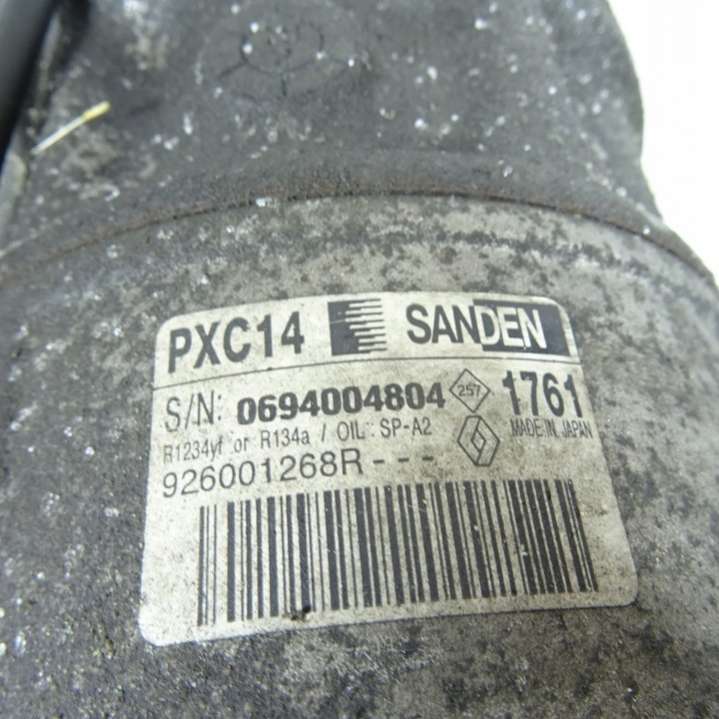 PXC14 SANDEN
S/N: 0694004804 257 1761
R1234yf or R134a / OIL: SP-A2 MADE IN JAPAN
926001268R---